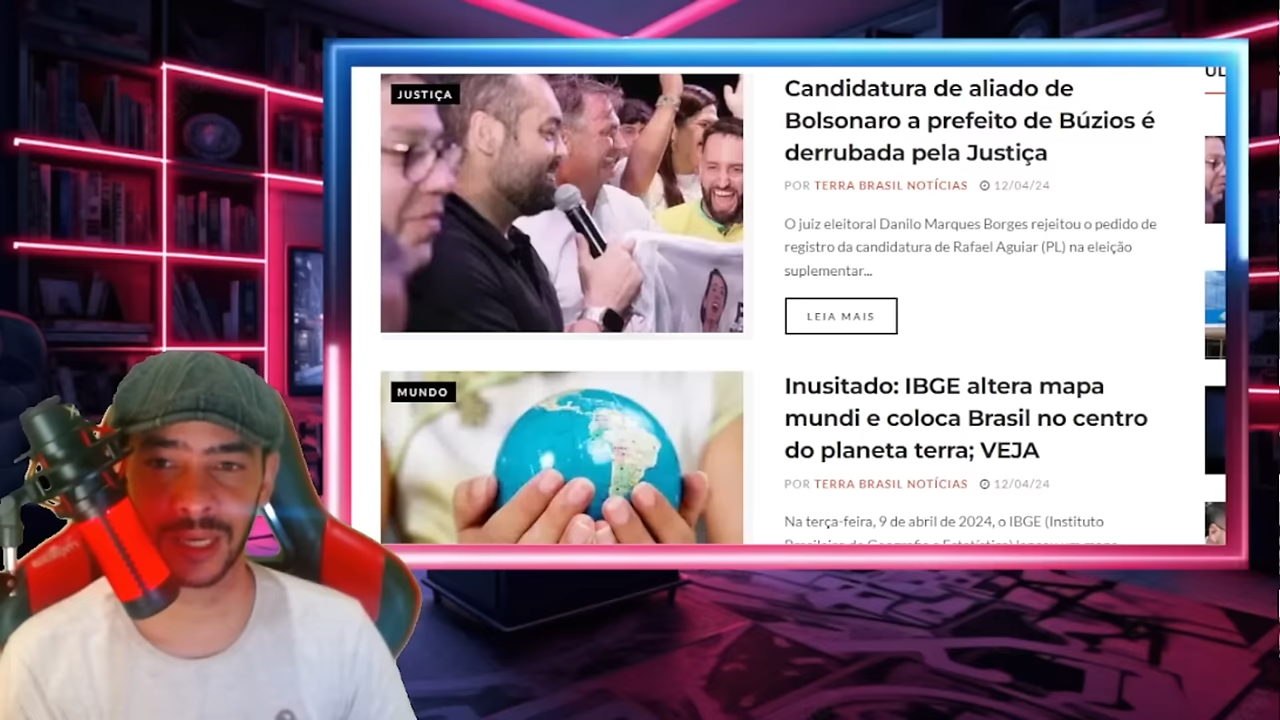 JUSTIÇA
Candidatura de aliado de
Bolsonaro a prefeito de Búzios é
derrubada pela Justiça
POR TERRA BRASIL NOTÍCIAS 12/04/24
O juiz eleitoral Danilo Marques Borges rejeitou o pedido de
registro da candidatura de Rafael Aguiar (PL) na eleição
suplementar...
LEIA MAIS
MUNDO
Inusitado: IBGE altera mapa
mundi e coloca Brasil no centro
do planeta terra; VEJA
POR TERRA BRASIL NOTÍCIAS 12/04/24
Na terça-feira, 9 de abril de 2024, o IBGE (Instituto